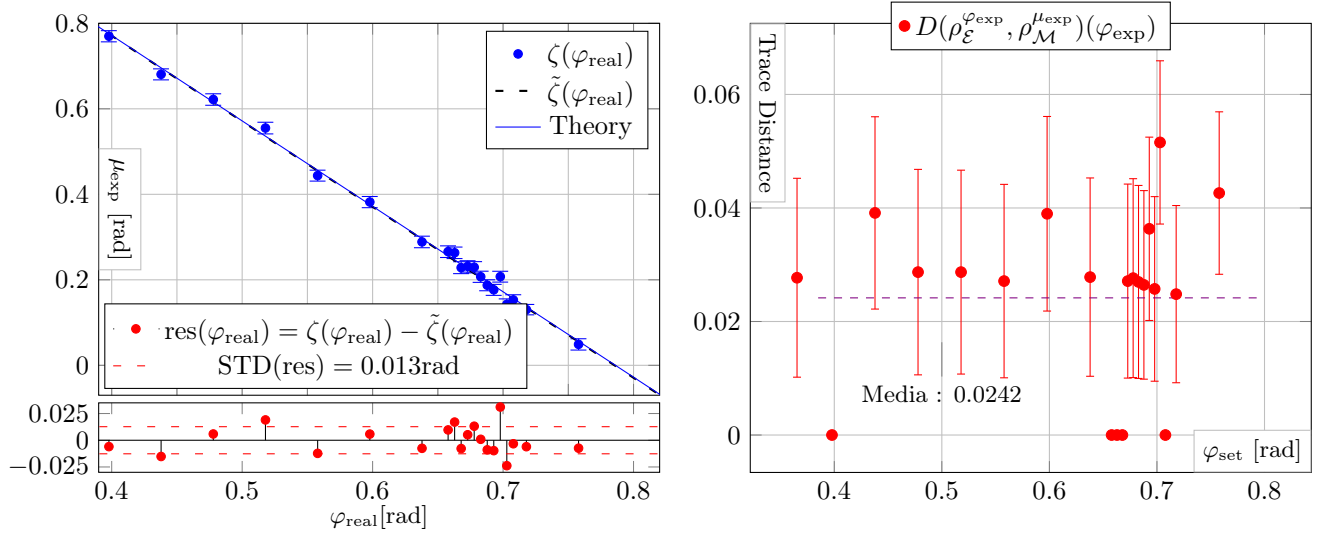 0.8
0.6
0.4
0.2
0
μexp [rad]
ζ(φreal)
ζ̃(φreal)
Theory
res(φreal) = ζ(φreal) − ζ̃(φreal)
STD(res) = 0.013rad
0.025
0
−0.025
0.4 0.5 0.6 0.7 0.8
φreal[rad]
D(ρ_ℰ^φexp, ρ_ℳ^μexp)(φexp)
Trace Distance
0.06
0.04
0.02
0
Media : 0.0242
φset [rad]
0.4 0.5 0.6 0.7 0.8